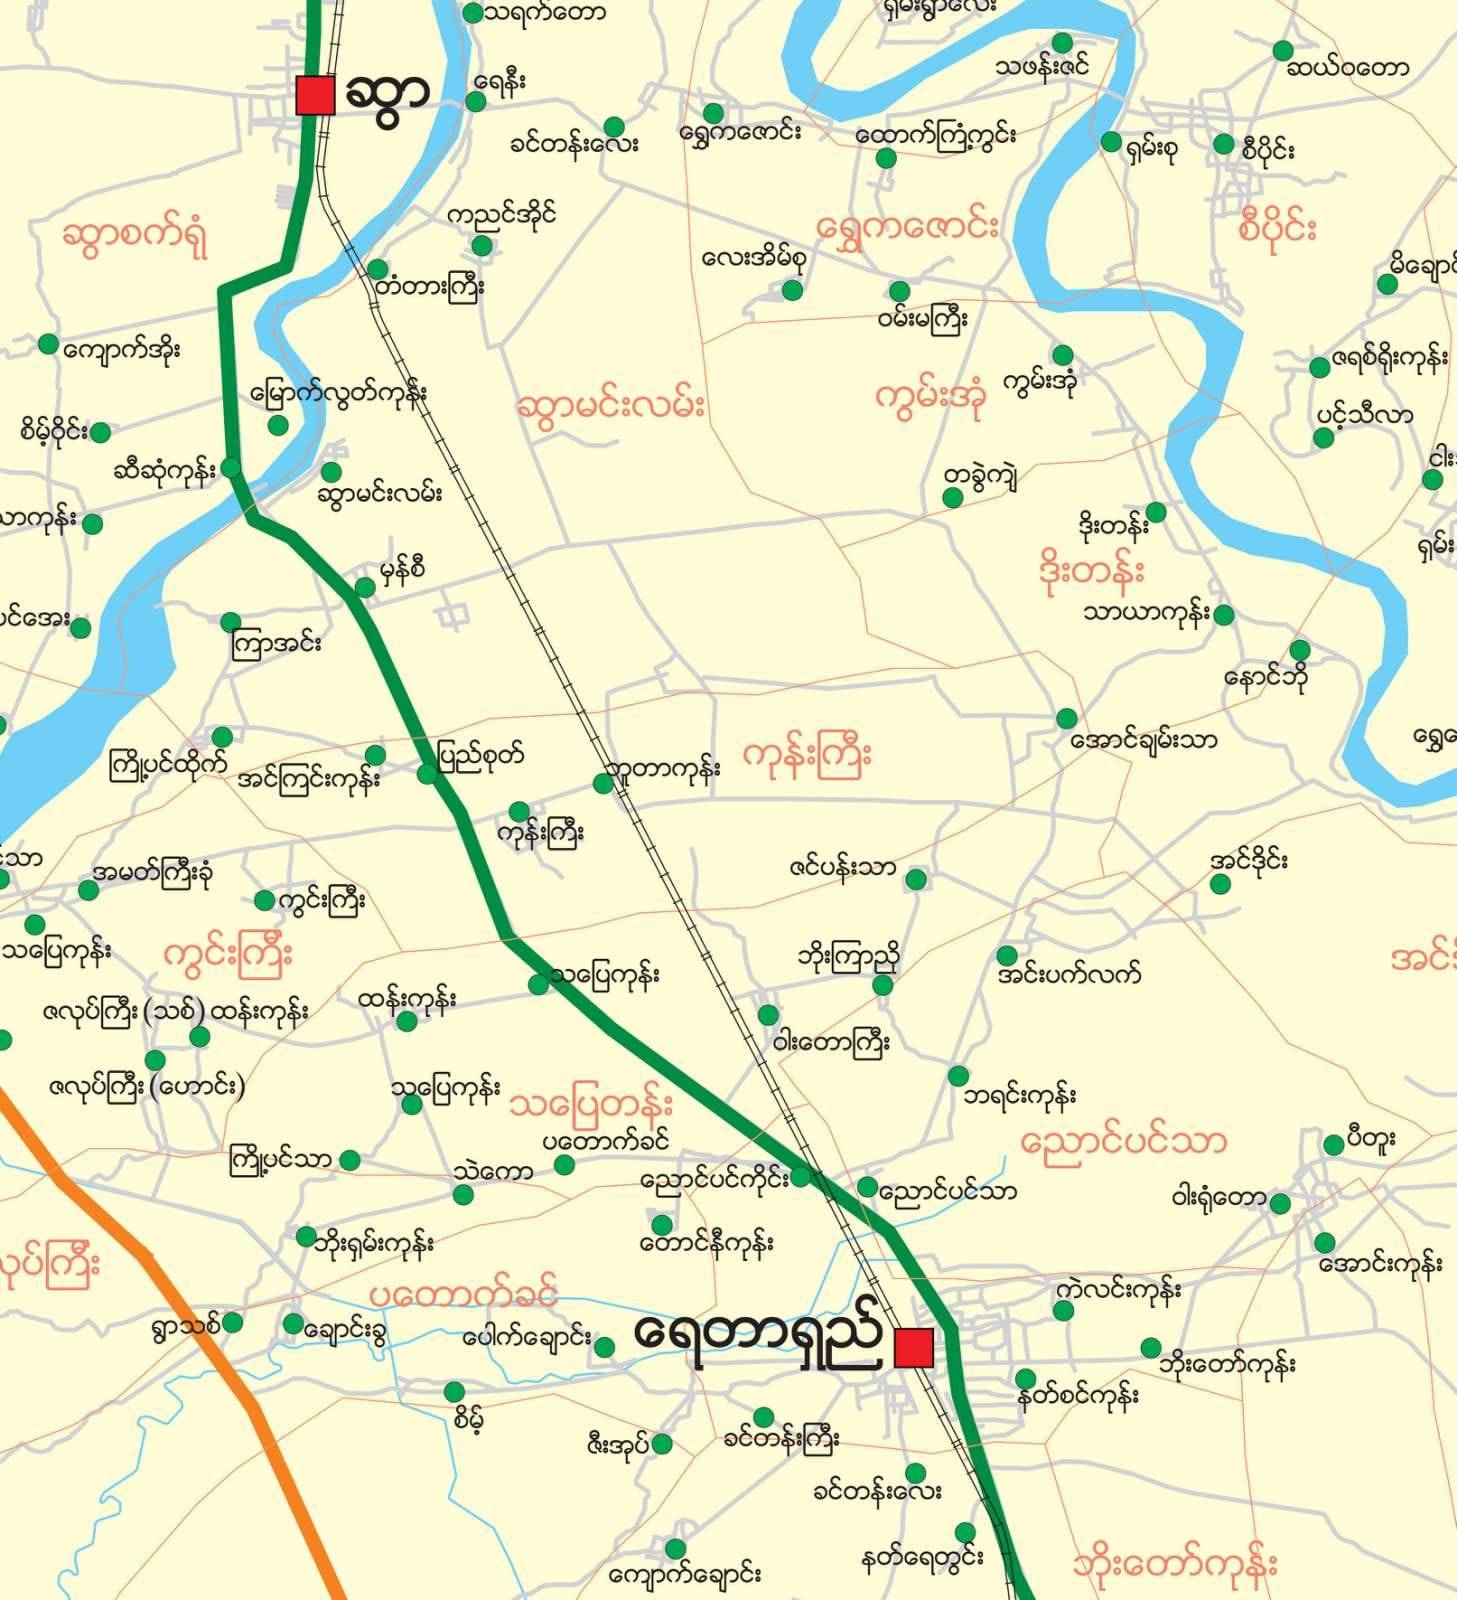 သရက်တော
ရှမ်းရွာလေး
သဖန်းဇင်
ဆယ်ဝတော
ဆွာ
ရေနီး
ခင်တန်းလေး
ရွှေကဇောင်း
ထောက်ကြံ့ကွင်း
ရှမ်းစု
စီပိုင်း
ဆွာစက်ရုံ
ကညင်အိုင်
ရွှေကဇောင်း
စီပိုင်း
လေးအိမ်စု
တံတားကြီး
ဝမ်းမကြီး
ကျောက်အိုး
ဇရစ်ရိုးကုန်း
မြောက်လွတ်ကုန်း
ဆွာမင်းလမ်း
ကွမ်းအုံ
ကွမ်းအုံ
ပင့်သီလာ
စိမ့်ဝိုင်း
ဆီဆုံကုန်း
ဆွာမင်းလမ်း
တခွဲကျဲ
ဒိုးတန်း
မှန်စီ
ဒိုးတန်း
သာယာကုန်း
ကြာအင်း
နောင်ဘို
ကြို့ပင်ထိုက်
အင်ကြင်းကုန်း
ပြည်စုတ်
ဘူတာကုန်း
ကုန်းကြီး
အောင်ချမ်းသာ
ကုန်းကြီး
ဇင်ပန်းသာ
အင်ဒိုင်း
အမတ်ကြီးခုံ
ကွင်းကြီး
သပြေကုန်း
ကွင်းကြီး
သပြေကုန်း
ဘိုးကြာညို
အင်းပက်လက်
ဇလုပ်ကြီး (သစ်) ထန်းကုန်း
ထန်းကုန်း
ဝါးတောကြီး
ဇလုပ်ကြီး (ဟောင်း)
သပြေကုန်း
သပြေတန်း
ဘရင်းကုန်း
ညောင်ပင်သာ
ပီတူး
ကြို့ပင်သာ
သဲကော
ပတောက်ခင်
ညောင်ပင်ကိုင်း
ညောင်ပင်သာ
ဝါးရုံတော
ဘိုးရှမ်းကုန်း
တောင်နီကုန်း
အောင်းကုန်း
ပတောက်ခင်
ကဲလင်းကုန်း
ရွာသစ်
ချောင်းခွ
ပေါက်ချောင်း
ရေတာရှည်
ဘိုးတော်ကုန်း
နတ်စင်ကုန်း
စိမ့်
ဇီးအုပ်
ခင်တန်းကြီး
ခင်တန်းလေး
ကျောက်ချောင်း
နတ်ရေတွင်း
ဘိုးတော်ကုန်း